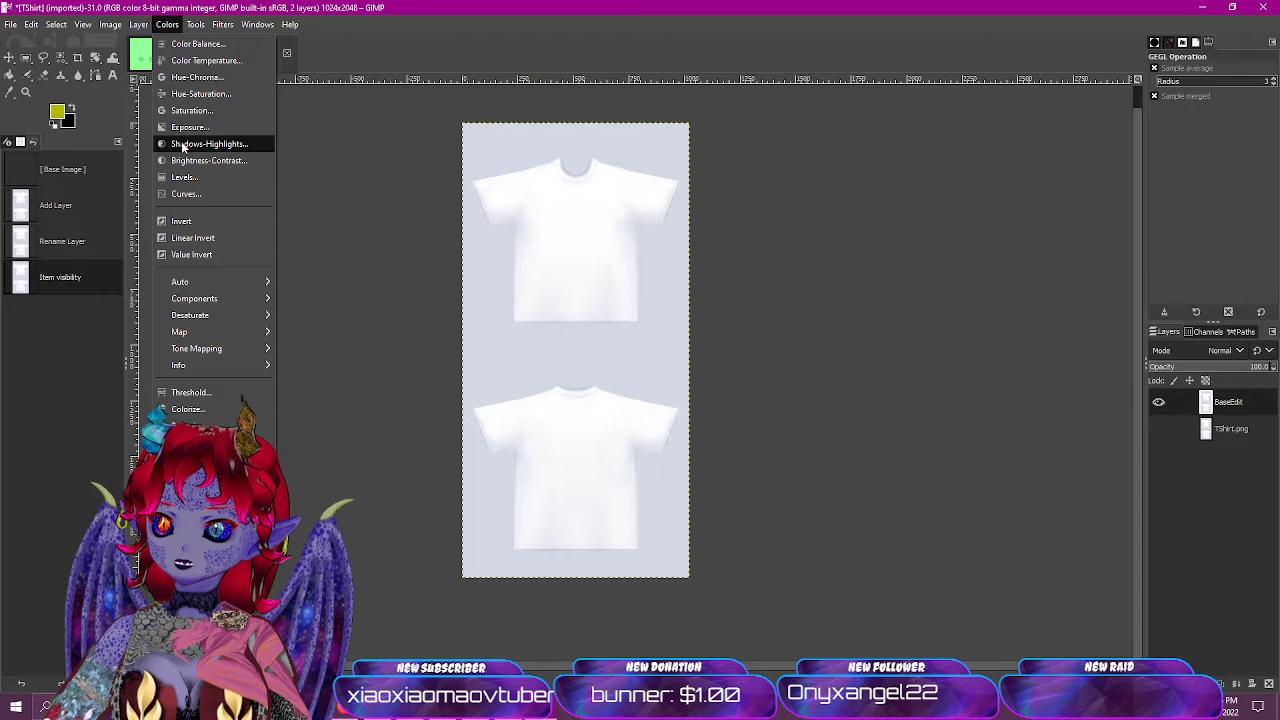 *[TShirt] (imported)-31.0 (RGB color 8-bit gamma integer, GIMP built-in sRGB, 2 layers) 1024x2048 – GIMP
File Edit Select View Image Layer Colors Tools Filters Windows Help
Color Balance...
Color Temperature...
Hue-Chroma...
Hue-Saturation...
Saturation...
Exposure...
Shadows-Highlights...
Brightness-Contrast...
Levels...
Curves...
Invert
Linear Invert
Value Invert
Auto
Components
Desaturate
Map
Tone Mapping
Info
Threshold...
Colorize...
[Base Image]
Add Layer
Rename Layer
Item visibility
GEGL Operation
Sample average
Radius 3
Sample merged
Layers Channels Paths
Mode Normal
Opacity 100.0
Lock:
BaseEdit
TShirt.png
NEW SUBSCRIBER
xiaoxiaomaovtuber
NEW DONATION
bunner: $1.00
NEW FOLLOWER
Onyxangel22
NEW RAID
PM